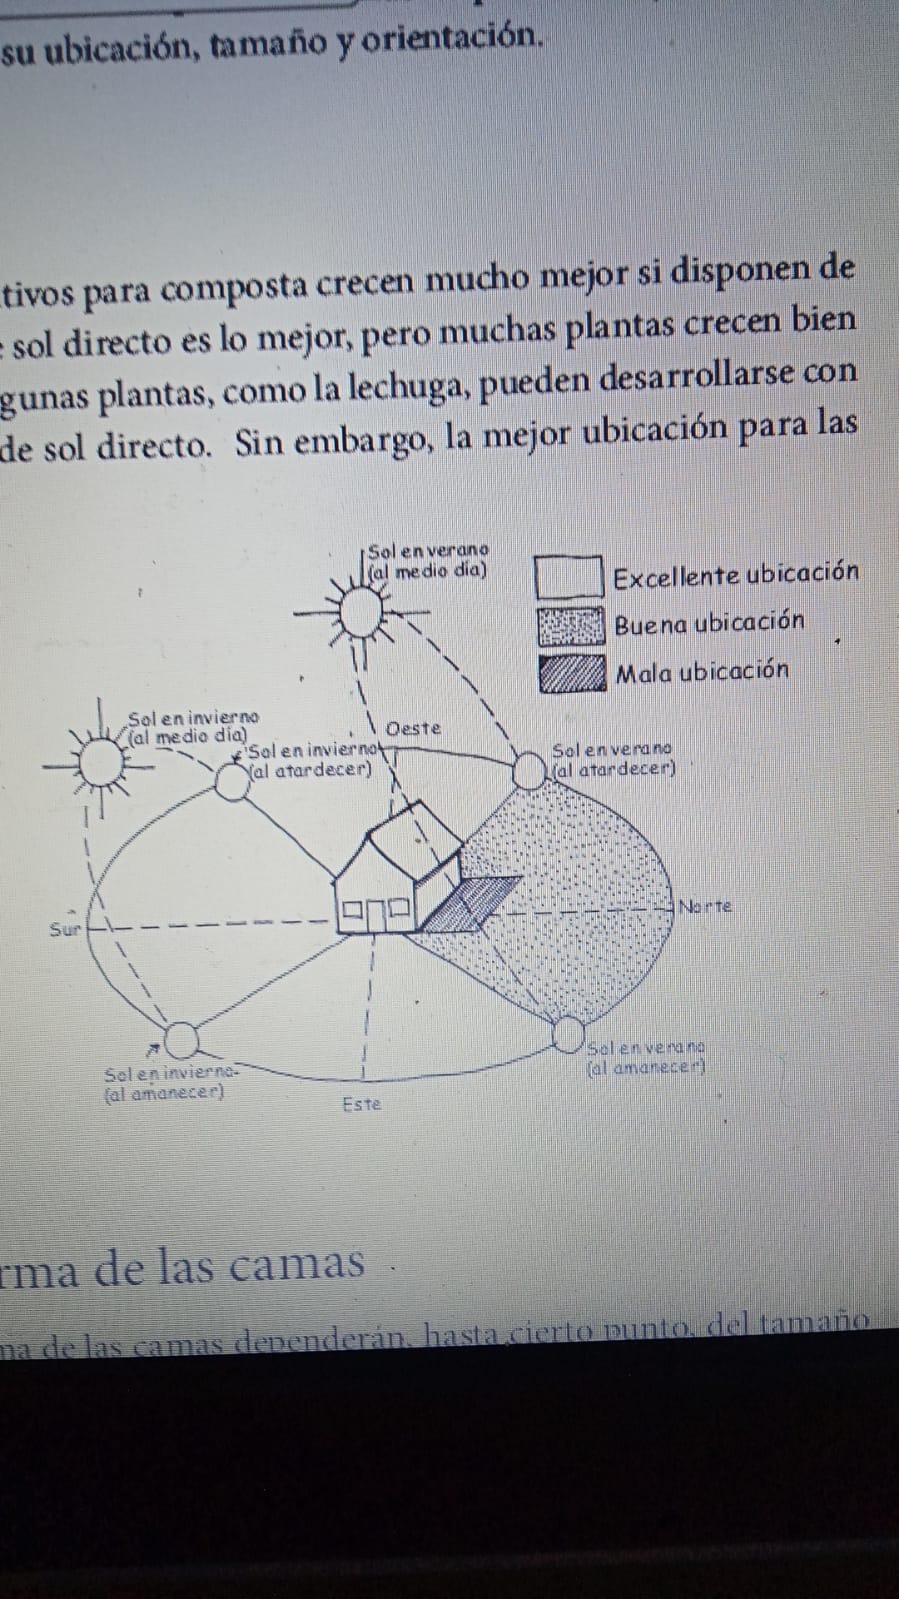 su ubicación, tamaño y orientación.
tivos para composta crecen mucho mejor si disponen de
sol directo es lo mejor, pero muchas plantas crecen bien
gunas plantas, como la lechuga, pueden desarrollarse con
de sol directo. Sin embargo, la mejor ubicación para las
Sol en verano
(al medio día)
Excellente ubicación
Buena ubicación
Mala ubicación
Sol en invierno
(al medio día)
Oeste
Sol en invierno
(al atardecer)
Sol en verano
(al atardecer)
Norte
Sur
Sol en verano
(al amanecer)
Sol en invierno
(al amanecer)
Este
rma de las camas
na de las camas dependerán, hasta cierto punto, del tamaño